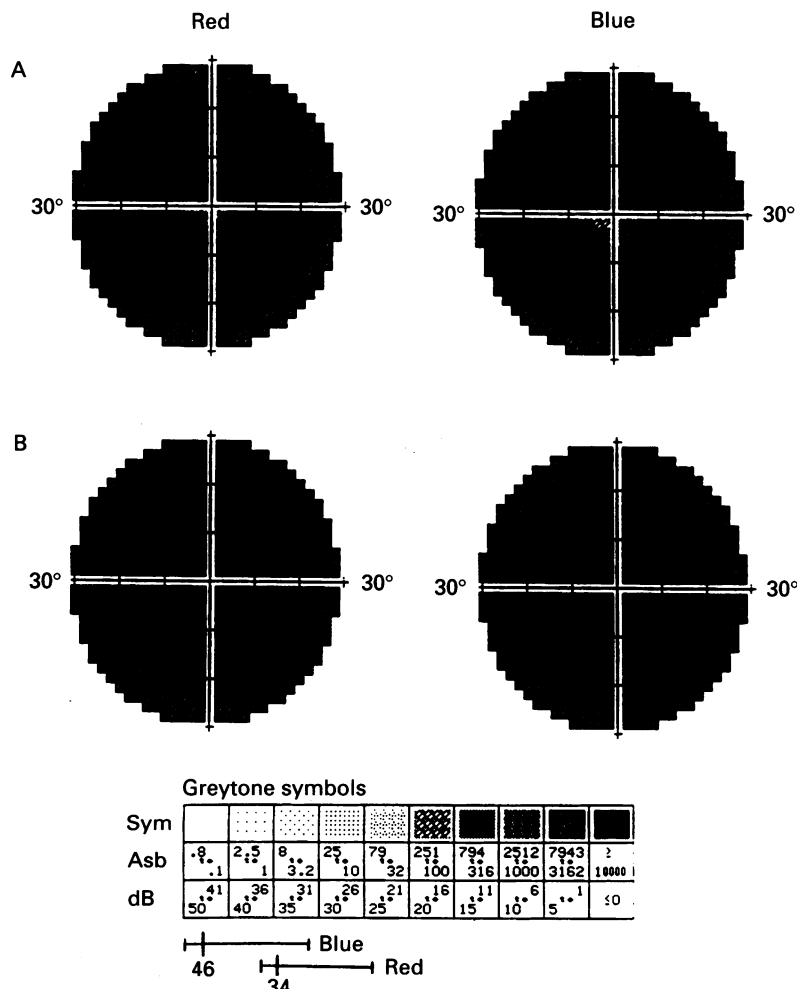 Red Blue
A
30° 30° 30° 30°
B
30° 30° 30° 30°
Greytone symbols
Sym
Asb .8 .1 2.5 1 8 3.2 25 10 79 32 251 100 794 316 2512 1000 7943 3162 ≥ 10000
dB 41 50 36 40 31 35 26 30 21 25 16 20 11 15 6 10 1 5 ≤0
Blue
46
Red
34